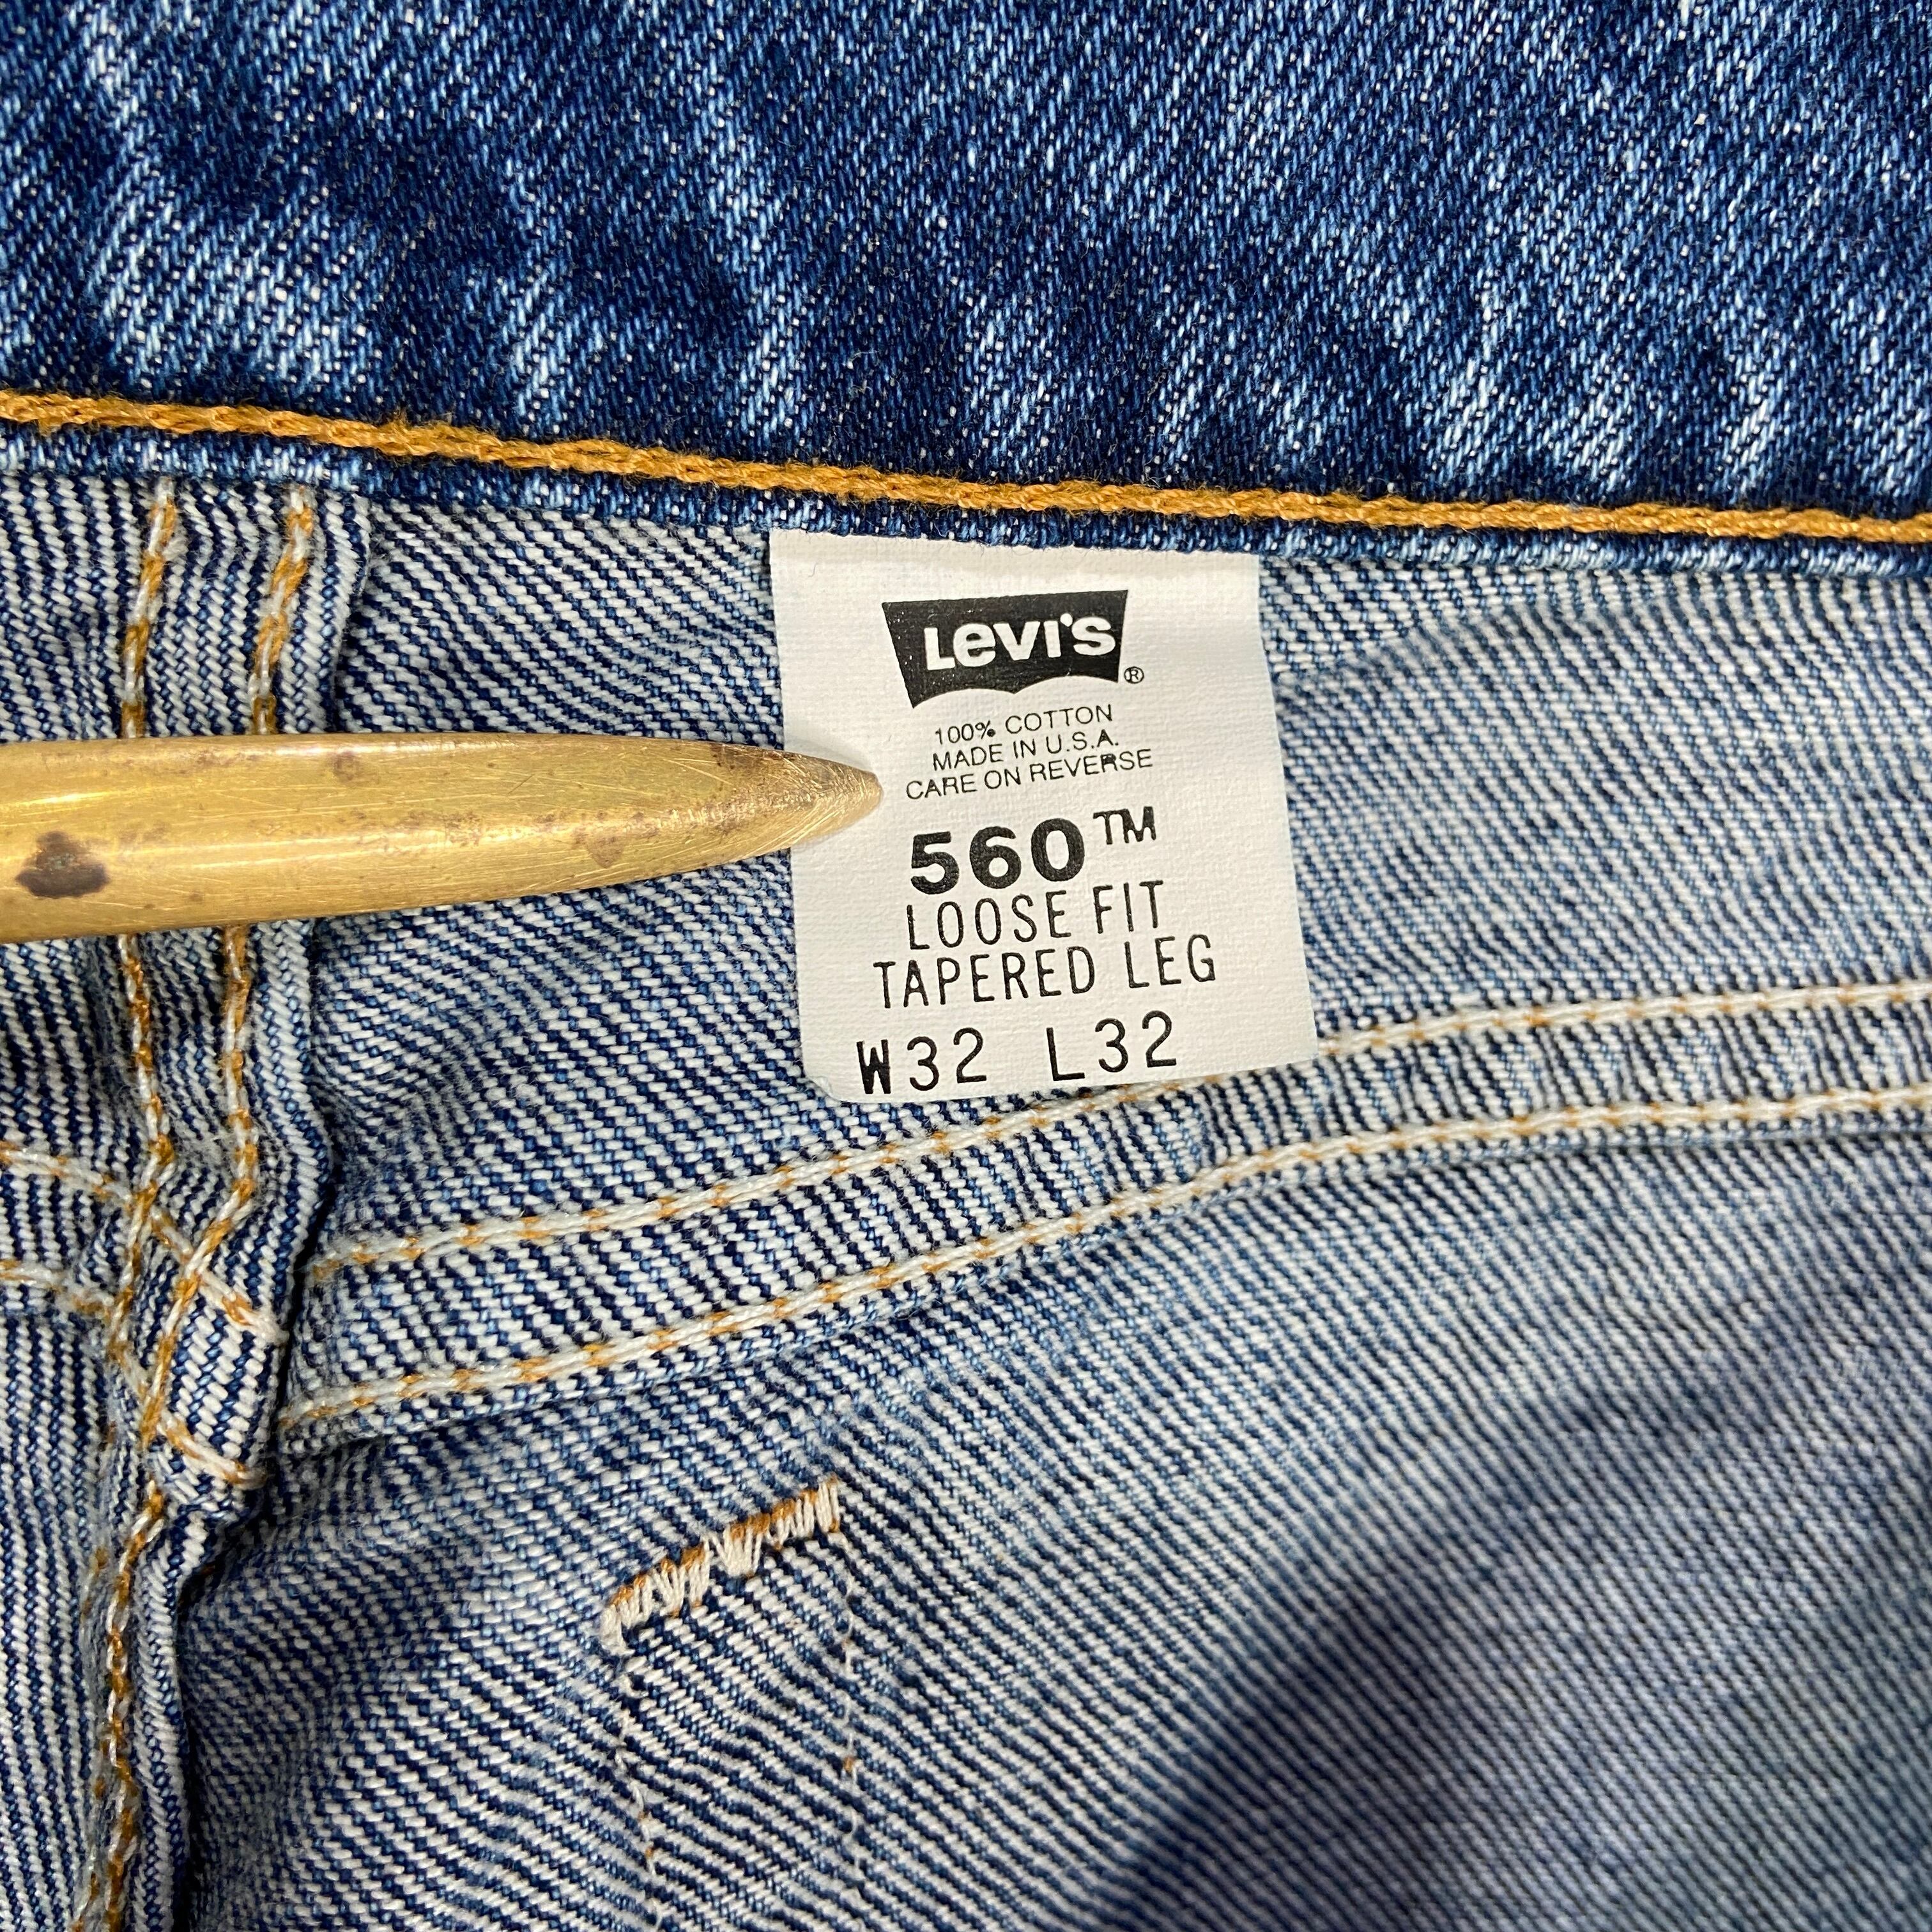 Levi's ®
100% COTTON
MADE IN U.S.A.
CARE ON REVERSE
560™
LOOSE FIT
TAPERED LEG
W32 L32